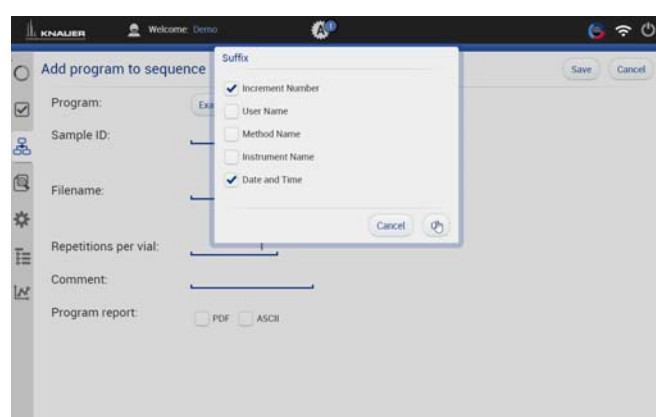 KNAUER
Welcome: Demo
Add program to sequence
Save
Cancel
Suffix
Increment Number
User Name
Method Name
Instrument Name
Date and Time
Cancel
Program:
Sample ID:
Filename:
Repetitions per vial:
Comment:
Program report:
PDF
ASCII